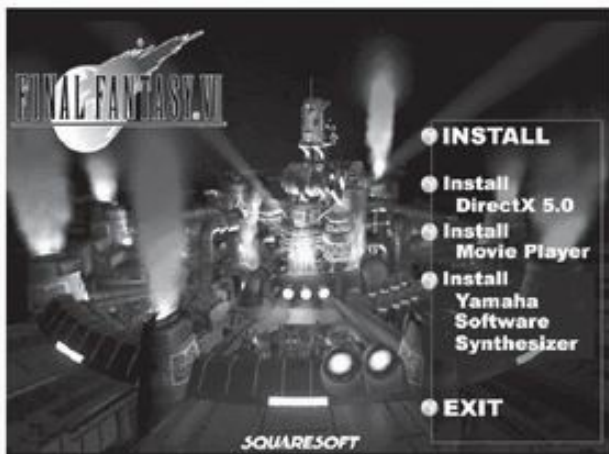 FINAL FANTASY VII
INSTALL
Install
DirectX 5.0
Install
Movie Player
Install
Yamaha
Software
Synthesizer
EXIT
SQUARESOFT